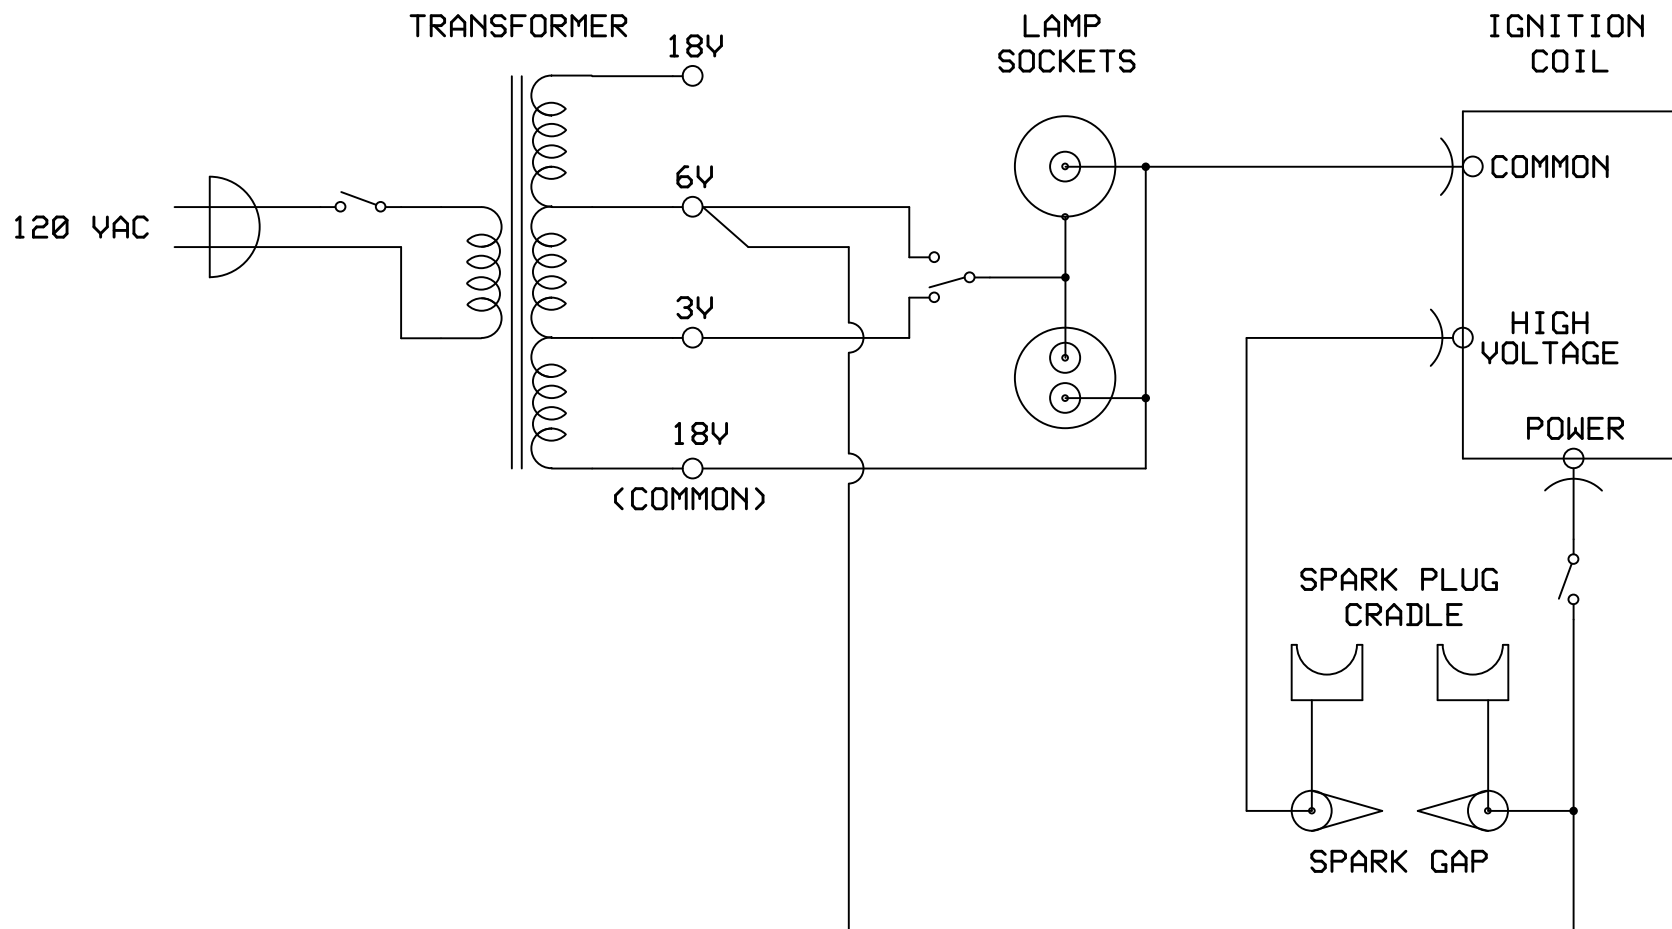 TRANSFORMER
LAMP
SOCKETS
IGNITION
COIL
18V
6V
120 VAC
3V
18V
(COMMON)
COMMON
HIGH
VOLTAGE
POWER
SPARK PLUG
CRADLE
SPARK GAP